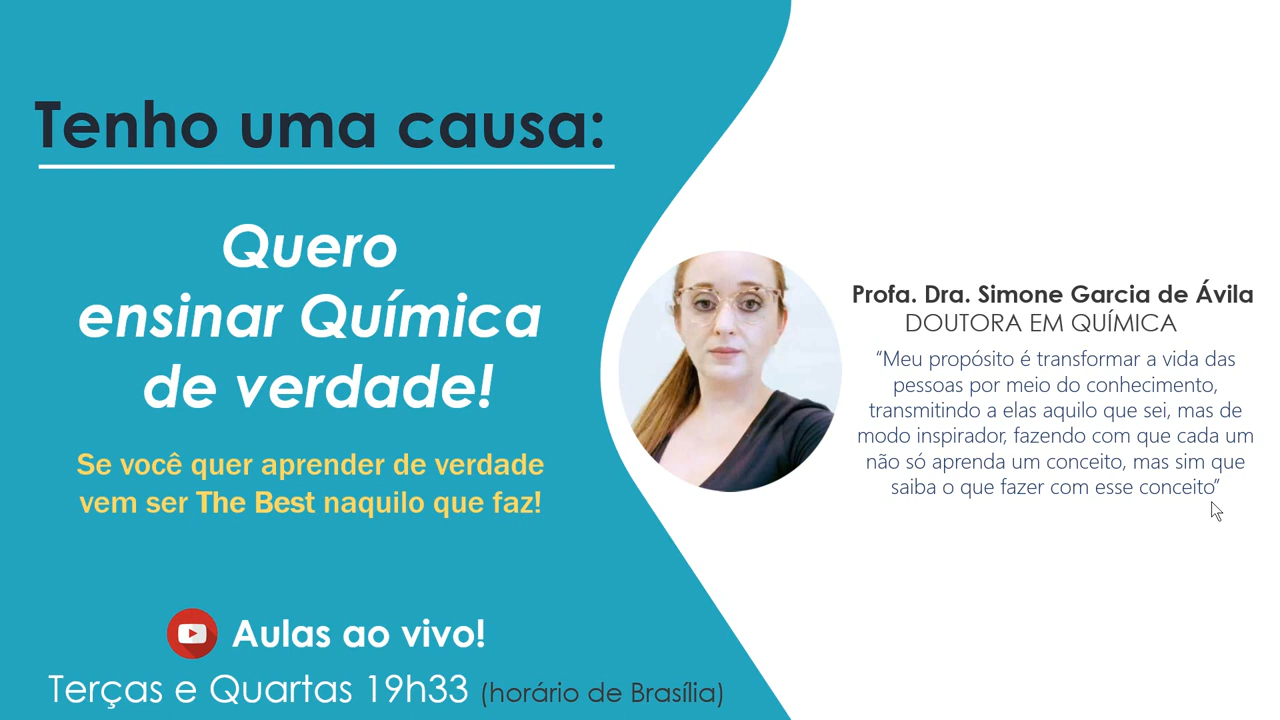 Tenho uma causa:
Quero
ensinar Química
de verdade!
Se você quer aprender de verdade
vem ser The Best naquilo que faz!
Aulas ao vivo!
Terças e Quartas 19h33 (horário de Brasília)
Profa. Dra. Simone Garcia de Ávila
DOUTORA EM QUÍMICA
“Meu propósito é transformar a vida das
pessoas por meio do conhecimento,
transmitindo a elas aquilo que sei, mas de
modo inspirador, fazendo com que cada um
não só aprenda um conceito, mas sim que
saiba o que fazer com esse conceito”